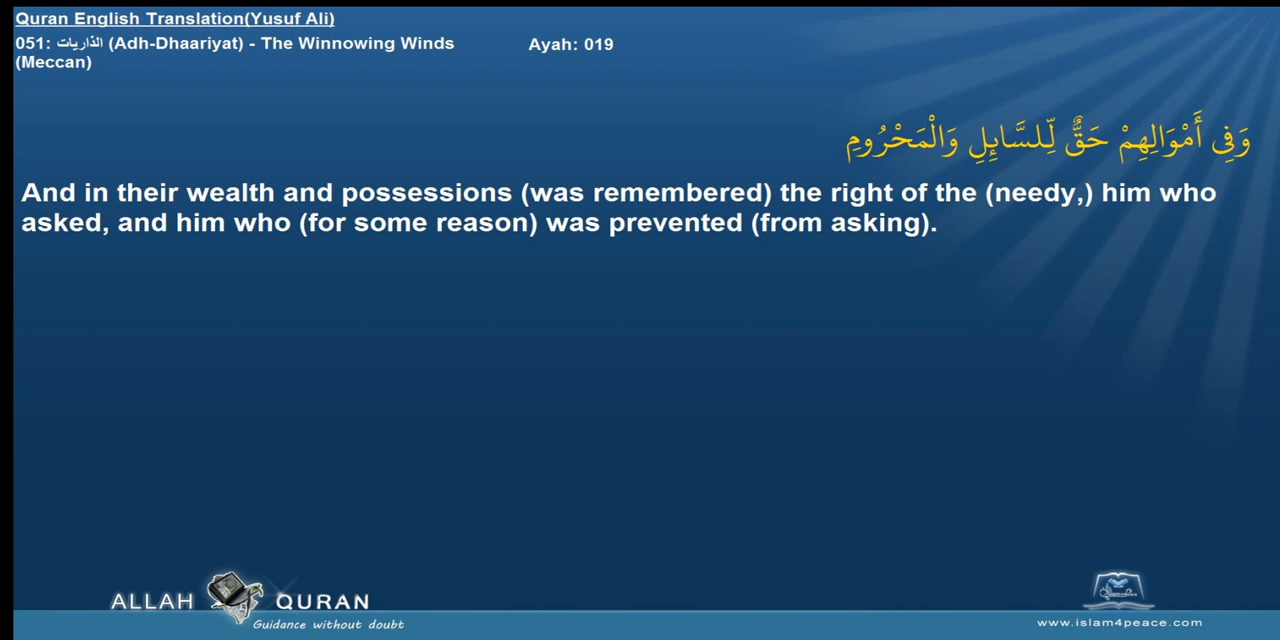 Quran English Translation(Yusuf Ali)
051: الذاريات (Adh-Dhaariyat) - The Winnowing Winds
(Meccan)
Ayah: 019
وَفِي أَمْوَالِهِمْ حَقٌّ لِّلسَّائِلِ وَالْمَحْرُومِ
And in their wealth and possessions (was remembered) the right of the (needy,) him who
asked, and him who (for some reason) was prevented (from asking).
ALLAH QURAN
Guidance without doubt
www.islam4peace.com